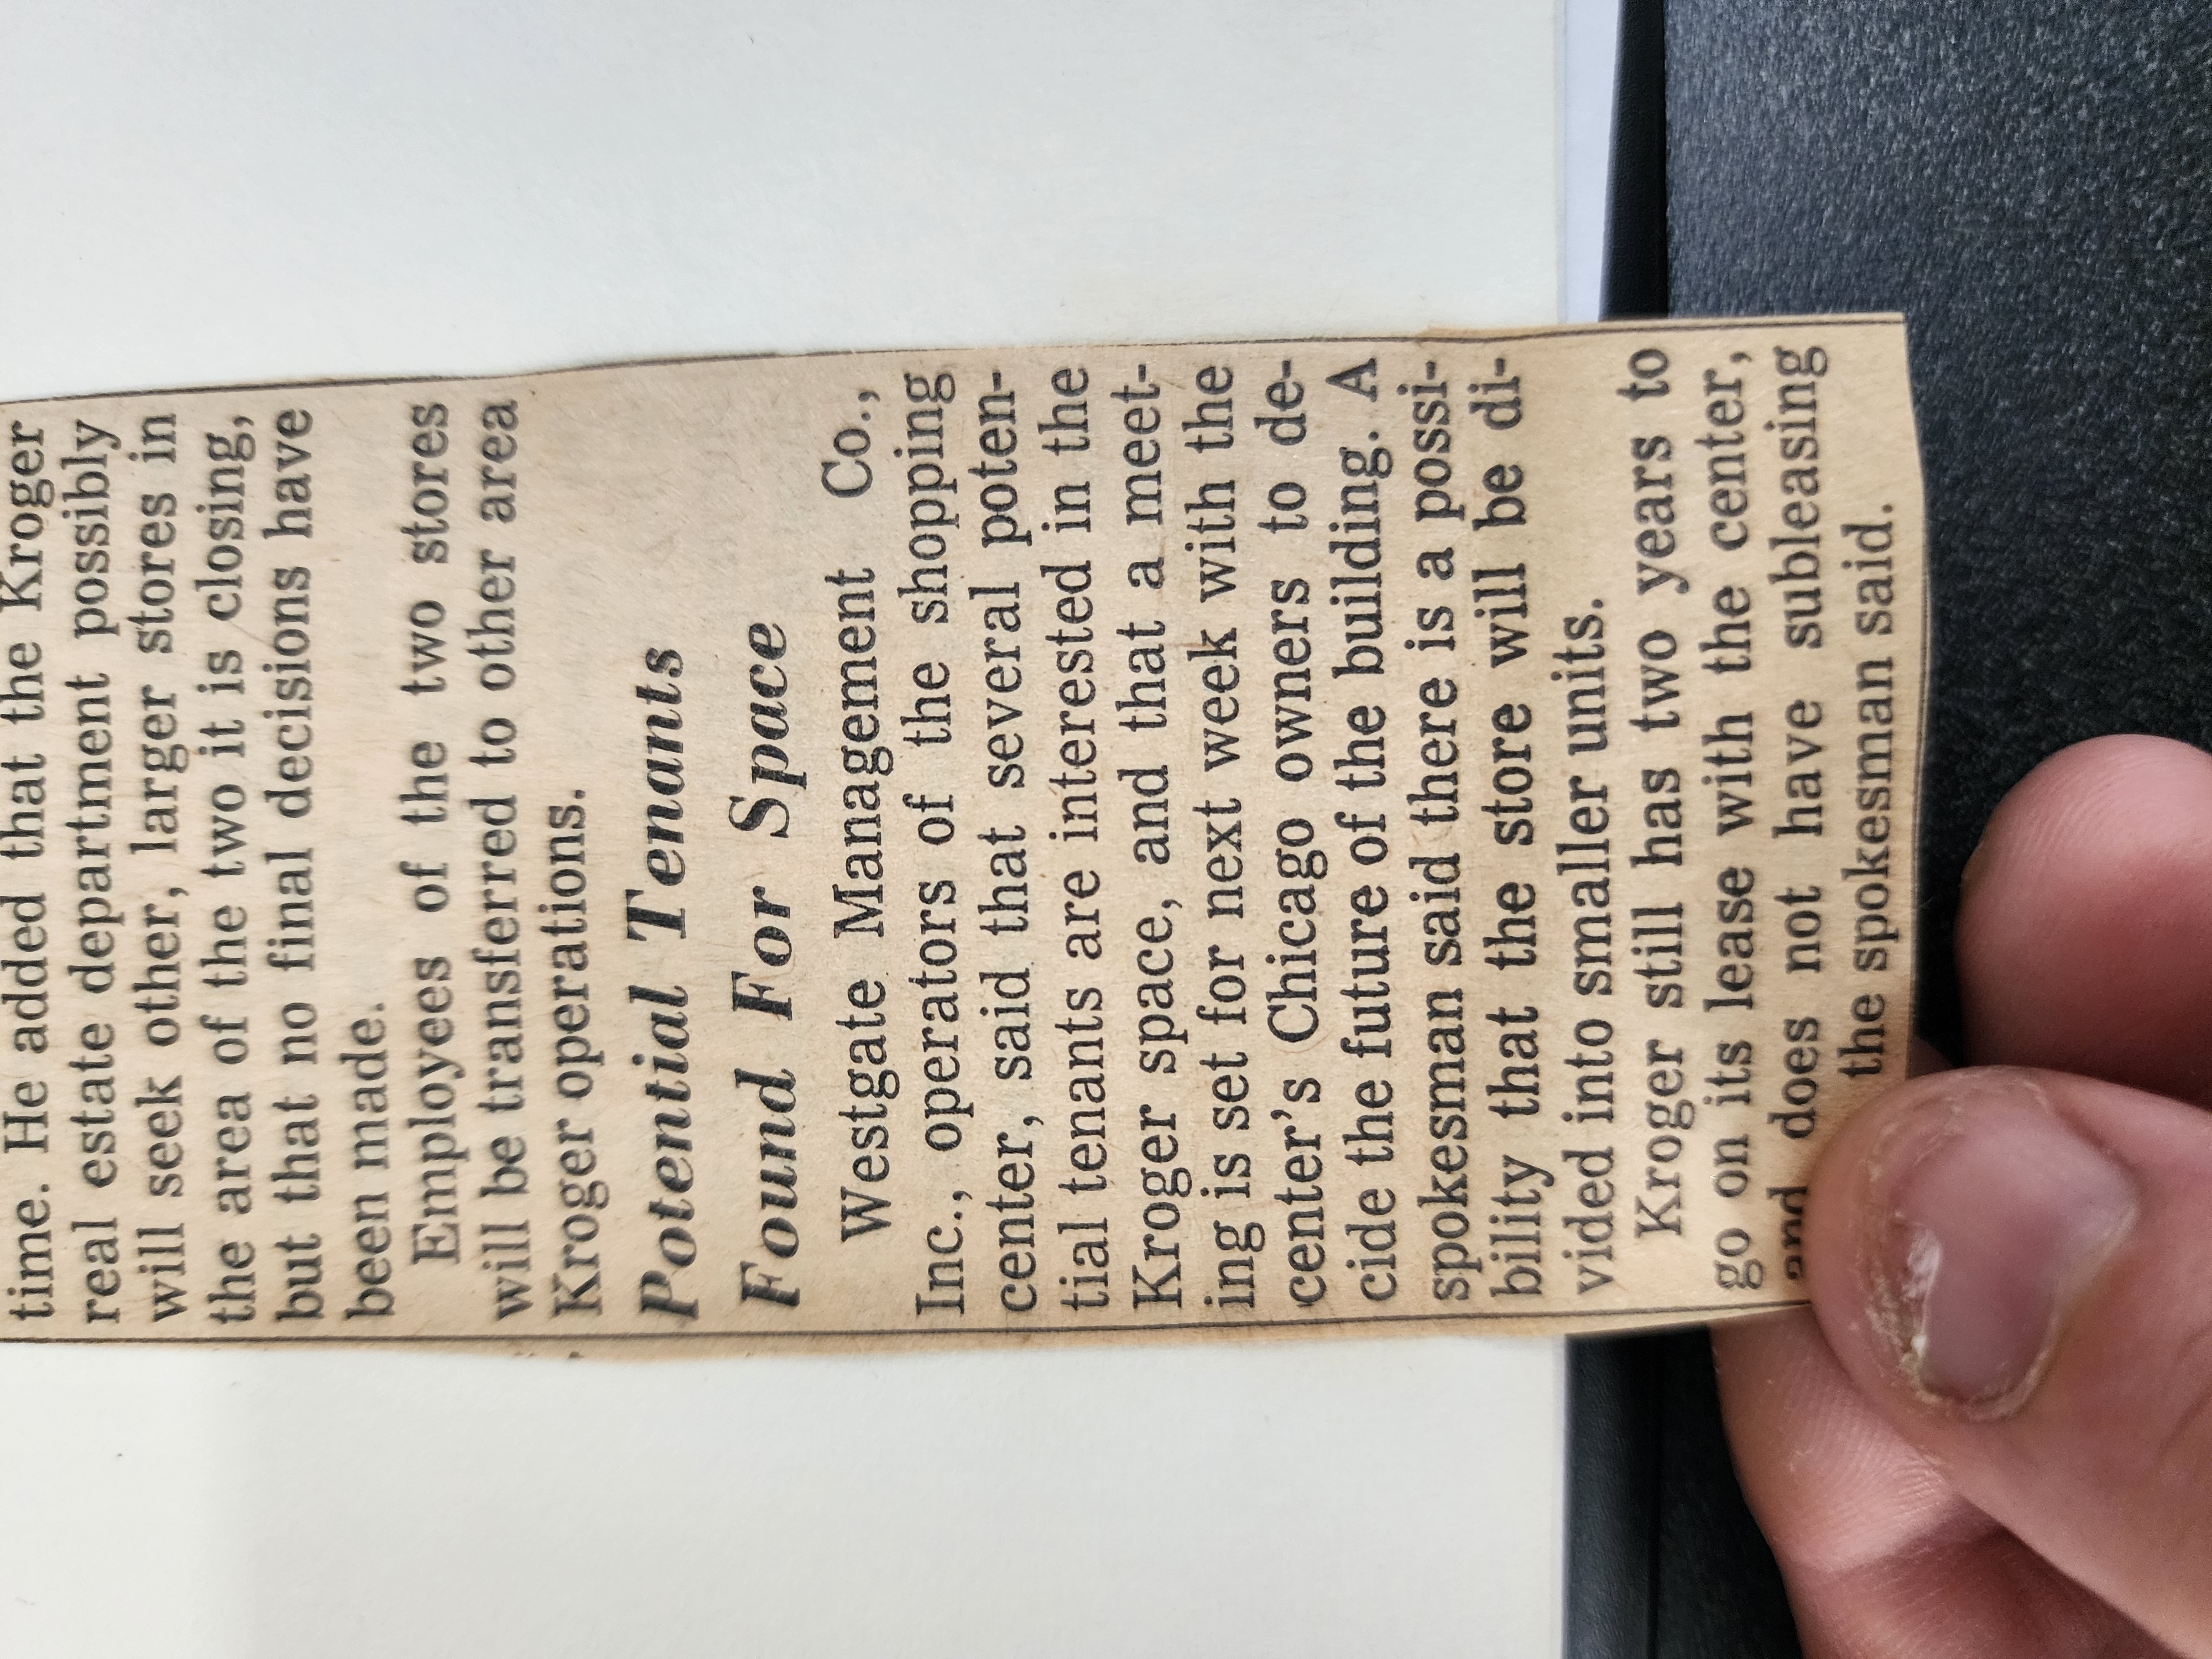 time. He added that the Kroger
real estate department possibly
will seek other, larger stores in
the area of the two it is closing,
but that no final decisions have
been made.
Employees of the two stores
will be transferred to other area
Kroger operations.
Potential Tenants
Found For Space
Westgate Management Co.,
Inc., operators of the shopping
center, said that several poten-
tial tenants are interested in the
Kroger space, and that a meet-
ing is set for next week with the
center's Chicago owners to de-
cide the future of the building. A
spokesman said there is a possi-
bility that the store will be di-
vided into smaller units.
Kroger still has two years to
go on its lease with the center,
and does not have subleasing
the spokesman said.